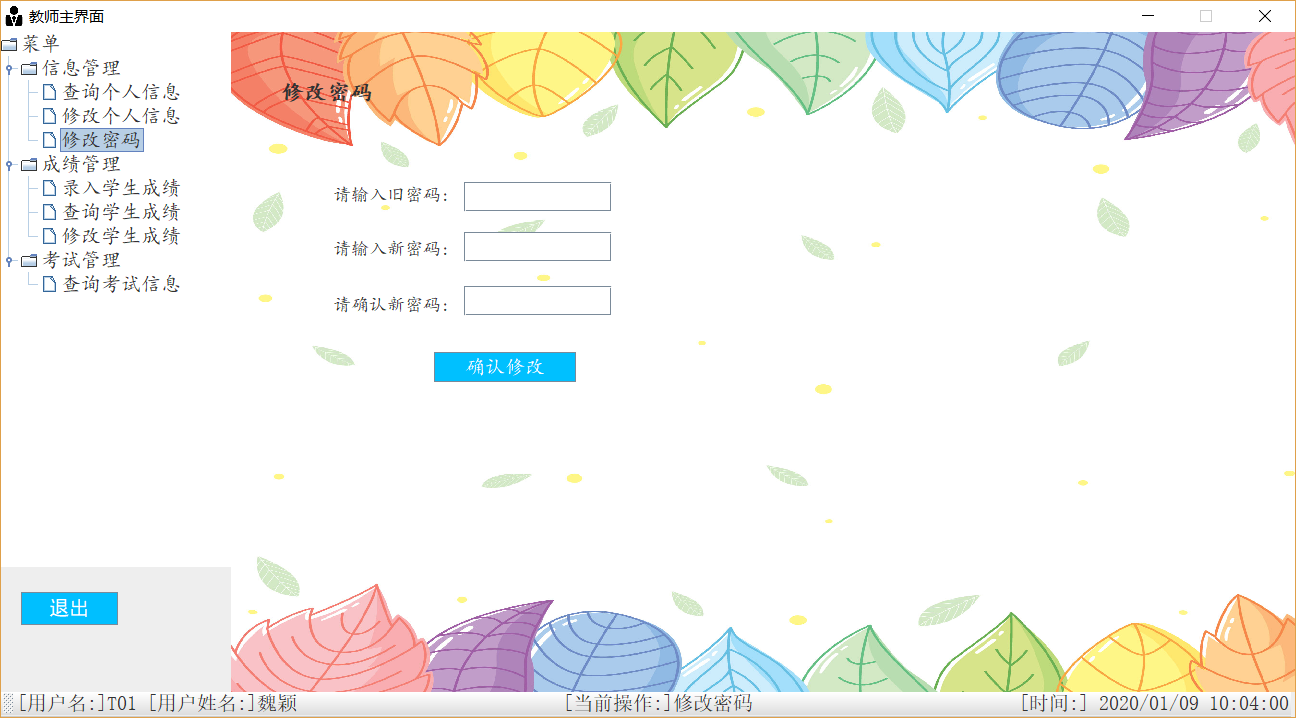 教师主界面
菜单
信息管理
查询个人信息
修改个人信息
修改密码
成绩管理
录入学生成绩
查询学生成绩
修改学生成绩
考试管理
查询考试信息
退出
修改密码
请输入旧密码：
请输入新密码：
请确认新密码：
确认修改
[用户名:]T01 [用户姓名:]魏颖
[当前操作:]修改密码
[时间:] 2020/01/09 10:04:00